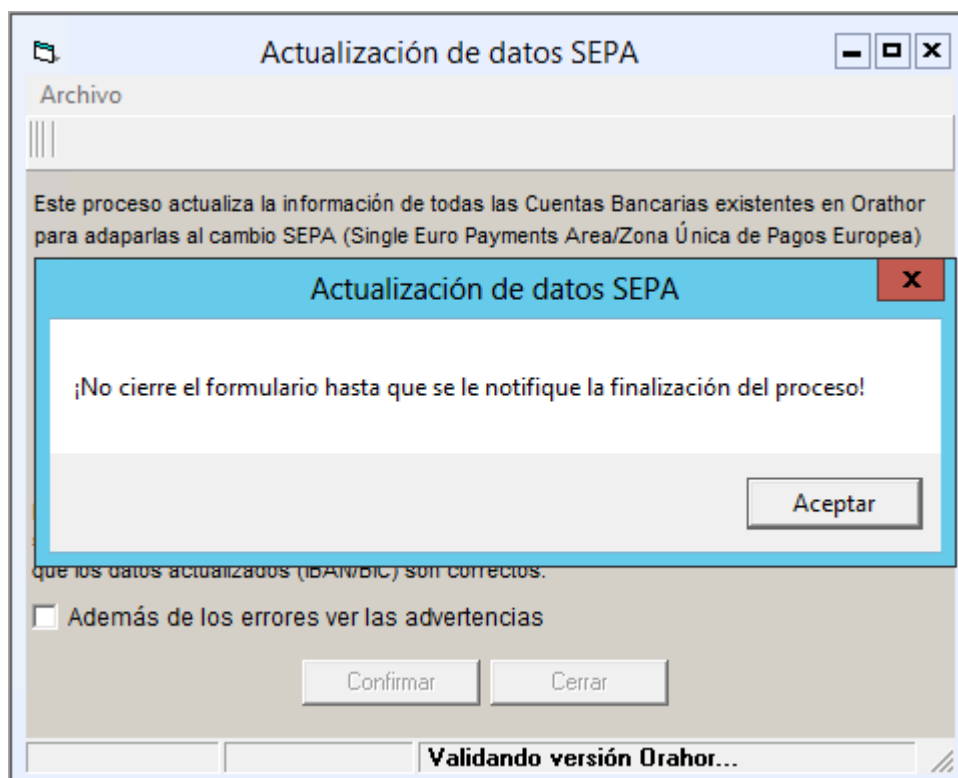 Actualización de datos SEPA
Archivo
Este proceso actualiza la información de todas las Cuentas Bancarias existentes en Orathor
para adaparlas al cambio SEPA (Single Euro Payments Area/Zona Única de Pagos Europea)
Actualización de datos SEPA
x
¡No cierre el formulario hasta que se le notifique la finalización del proceso!
Aceptar
que los datos actualizados (IBAN/BIC) son correctos.
Además de los errores ver las advertencias
Confirmar Cerrar
Validando versión Orahor...